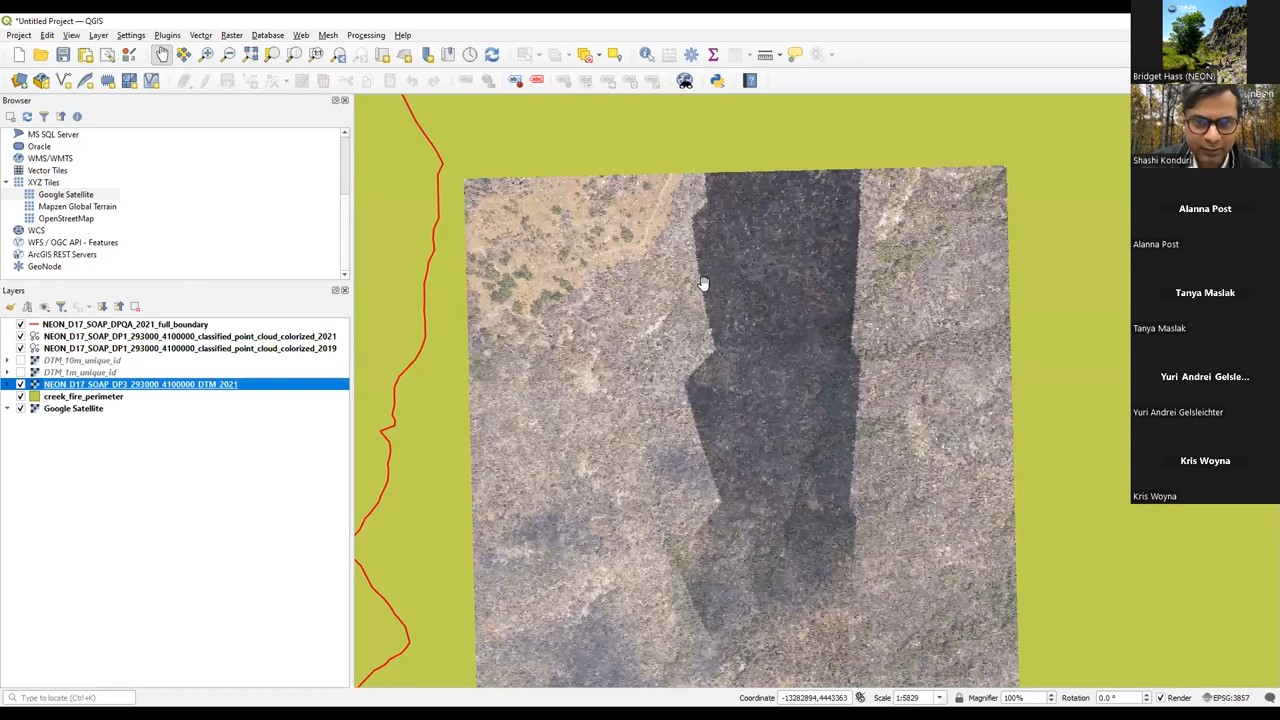 *Untitled Project — QGIS
Project Edit View Layer Settings Plugins Vector Raster Database Web Mesh Processing Help
Browser
MS SQL Server
Oracle
WMS/WMTS
Vector Tiles
XYZ Tiles
Google Satellite
Mapzen Global Terrain
OpenStreetMap
WCS
WFS / OGC API - Features
ArcGIS REST Servers
GeoNode
Layers
NEON_D17_SOAP_DPQA_2021_full_boundary
NEON_D17_SOAP_DP1_293000_4100000_classified_point_cloud_colorized_2021
NEON_D17_SOAP_DP1_293000_4100000_classified_point_cloud_colorized_2019
DTM_10m_unique_id
DTM_1m_unique_id
NEON_D17_SOAP_DP3_293000_4100000_DTM_2021
creek_fire_perimeter
Google Satellite
Type to locate (Ctrl+K)
Coordinate -13282894,4443363 Scale 1:5829 Magnifier 100% Rotation 0.0 ° Render EPSG:3857
neon
Bridget Hass (NEON)
neon
Shashi Konduri
Alanna Post
Alanna Post
Tanya Maslak
Tanya Maslak
Yuri Andrei Gelsle...
Yuri Andrei Gelsleichter
Kris Woyna
Kris Woyna